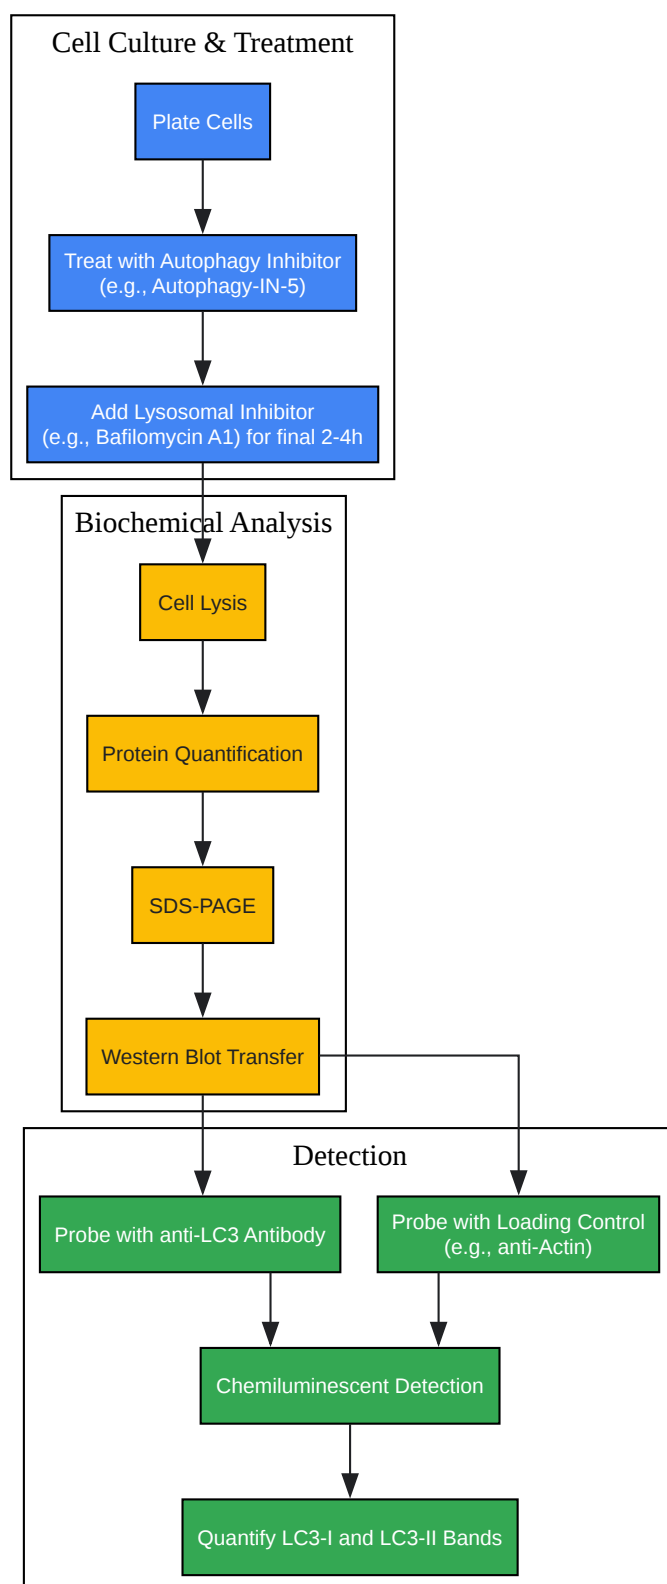 Cell Culture & Treatment
Plate Cells
Treat with Autophagy Inhibitor
(e.g., Autophagy-IN-5)
Add Lysosomal Inhibitor
(e.g., Bafilomycin A1) for final 2-4h
Biochemical Analysis
Cell Lysis
Protein Quantification
SDS-PAGE
Western Blot Transfer
Detection
Probe with anti-LC3 Antibody
Probe with Loading Control
(e.g., anti-Actin)
Chemiluminescent Detection
Quantify LC3-I and LC3-II Bands